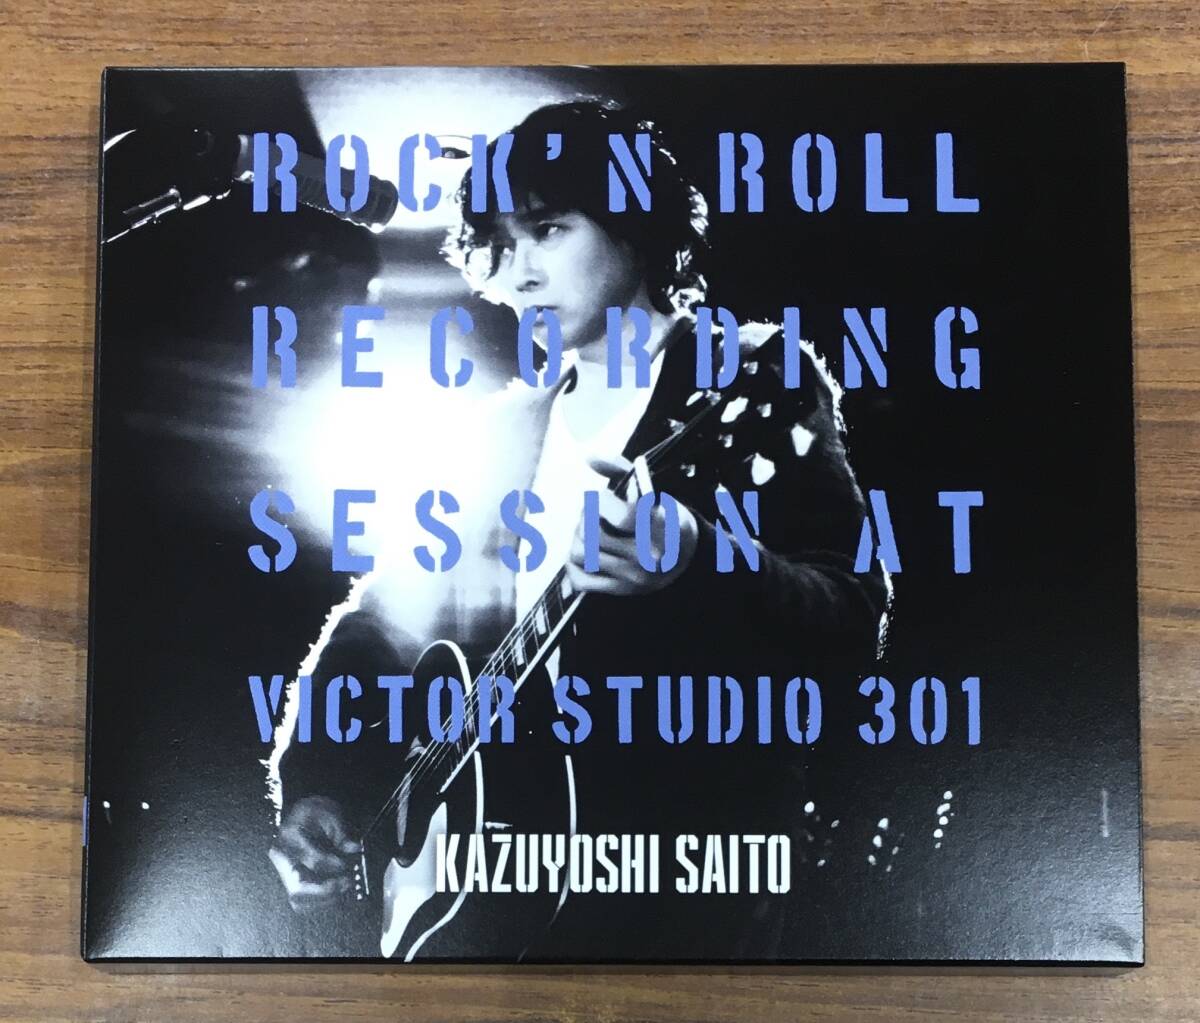 ROCK'N ROLL
RECORDING
SESSION AT
VICTOR STUDIO 301
KAZUYOSHI SAITO